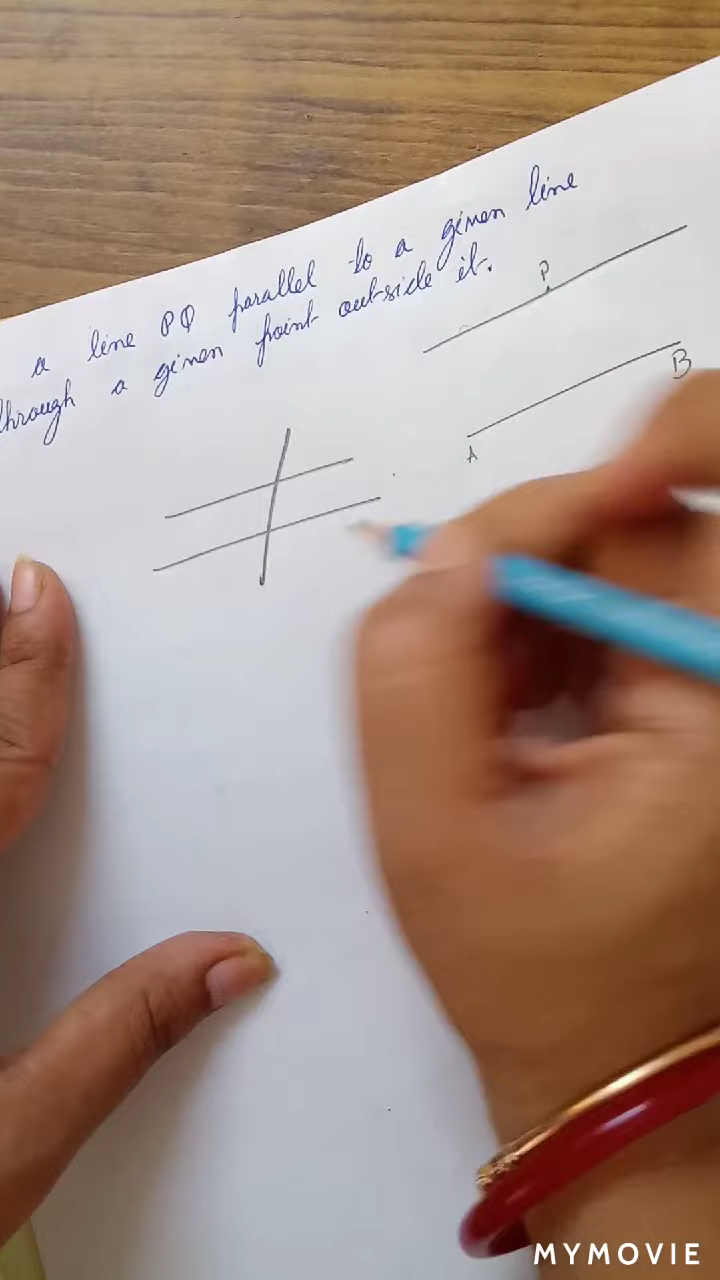 a line PQ parallel to a given line
through a given point outside it.
P
B
A
MYMOVIE